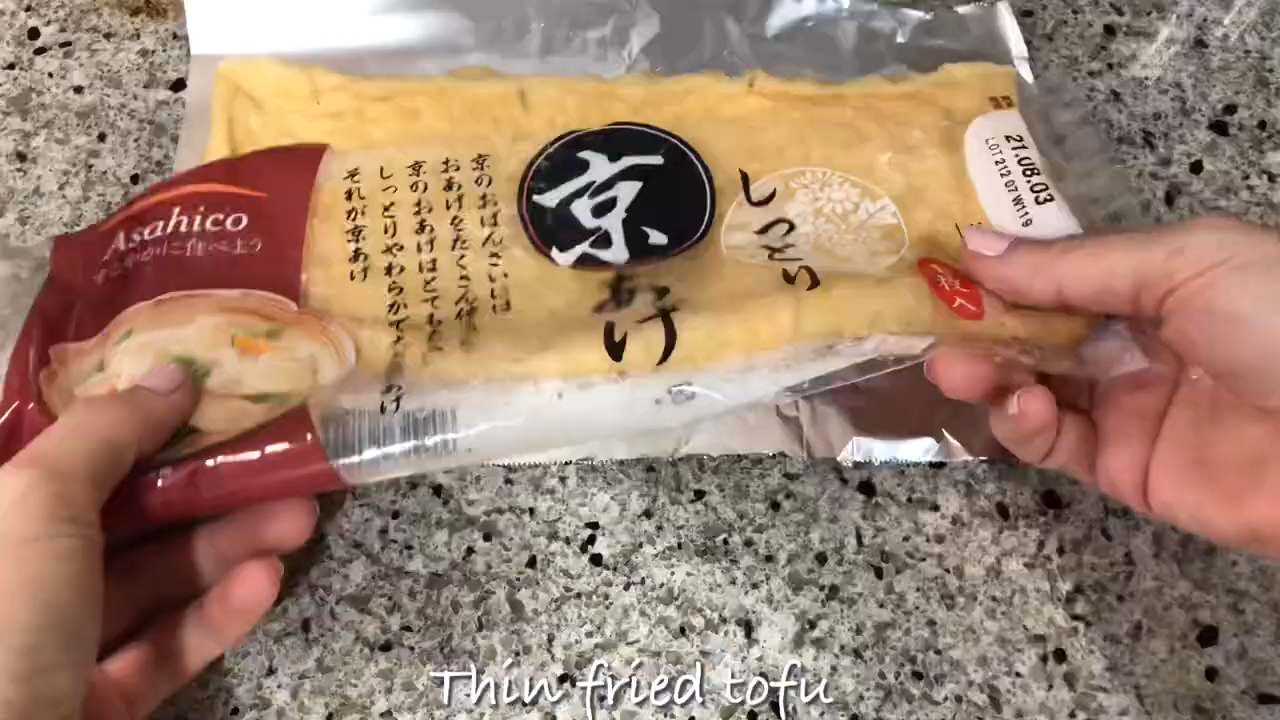 Asahico
すこやかに食べよう
京のおばんざいには
おあげをたくさん使
京のおあげはとても
しっとりやわらかで
それが京あげ
京
あげ
しっとり
21.08.03
LOT 212 07 W119
枚入
Thin fried tofu